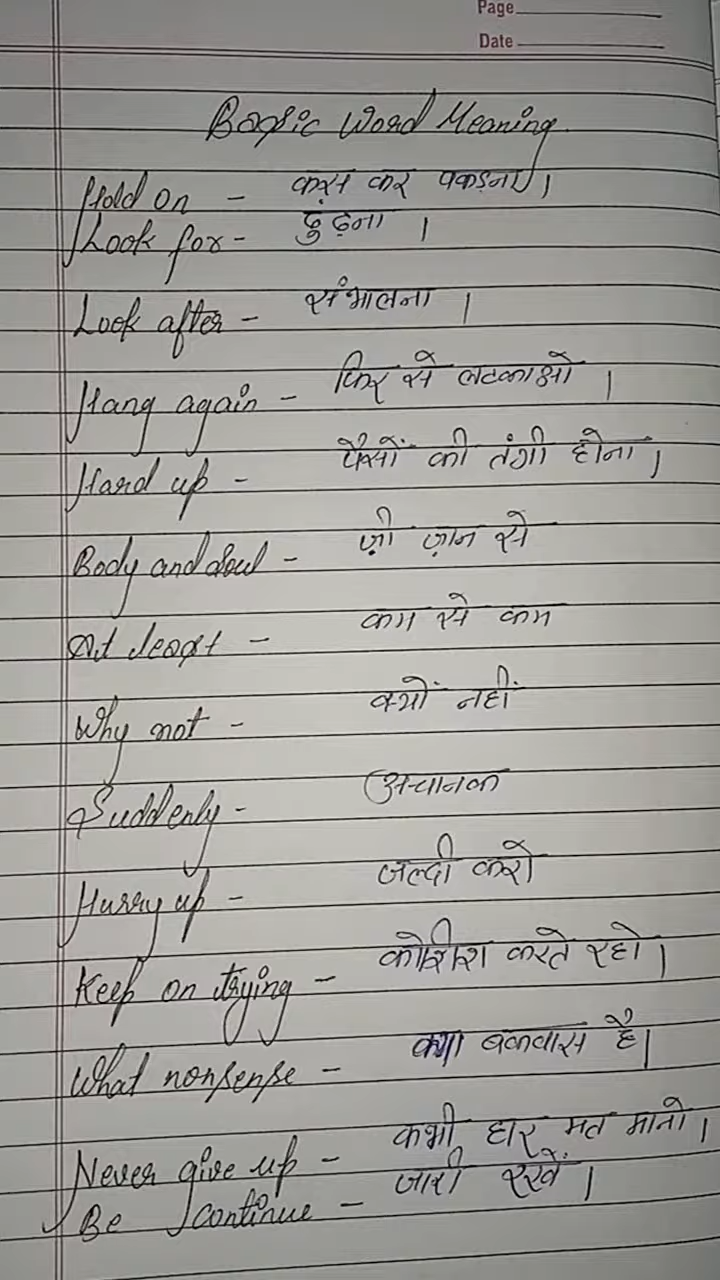 Page
Date
Basic Word Meaning
Hold on - कस कर पकड़ना।
Look for - ढुढ़ना ।
Look after - संभालना ।
Hang again - फिर से लटकाओ ।
Hard up - पैसों की तंगी होना ।
Body and Soul - ज़ी ज़ान से
At least - कम से कम
Why not - क्यों नहीं
Suddenly - अचानक
Hurry up - जल्दी करो
Keep on trying - कोशिश करते रहो ।
What nonsense - क्या बकवास है।
Never give up - कभी हार मत मानो ।
Be continue - जारी रखें ।